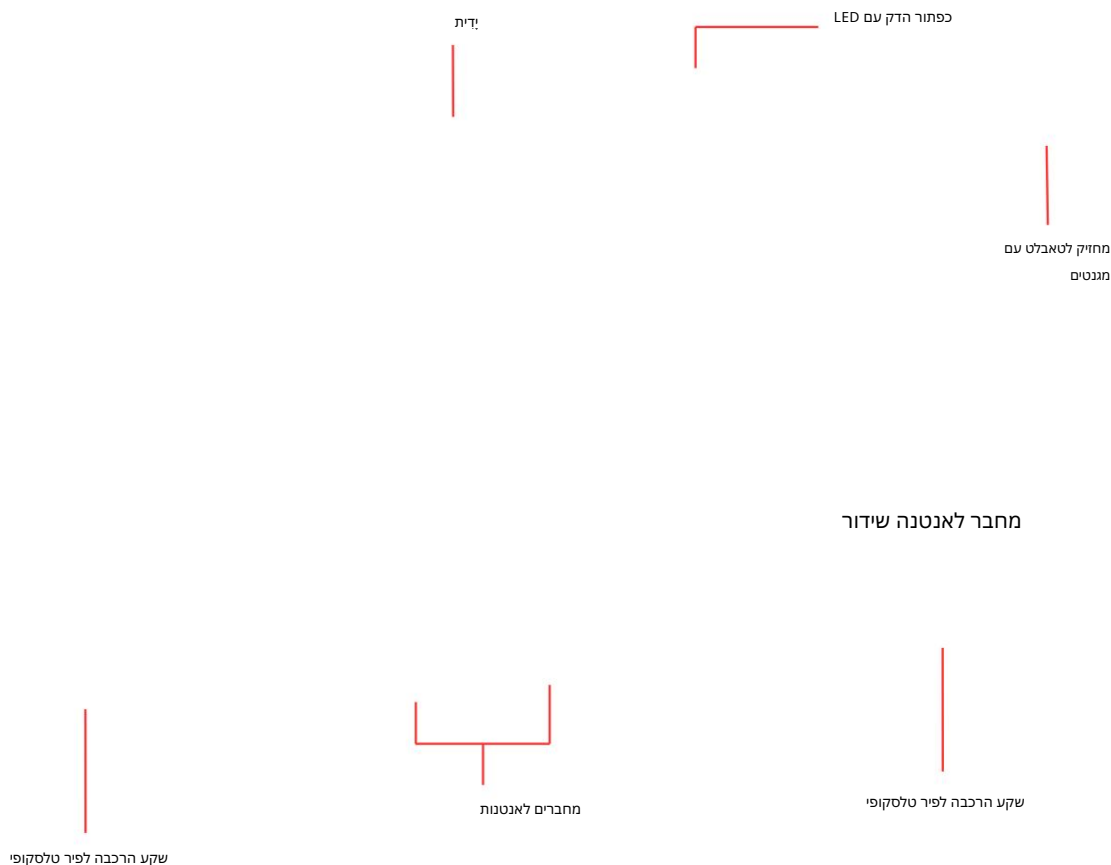 יָדִית
כפתור הדק עם LED
מחזיק לטאבלט עם
מגנטים
מחבר לאנטנה שידור
שקע הרכבה לפיר טלסקופי
מחברים לאנטנות
שקע הרכבה לפיר טלסקופי